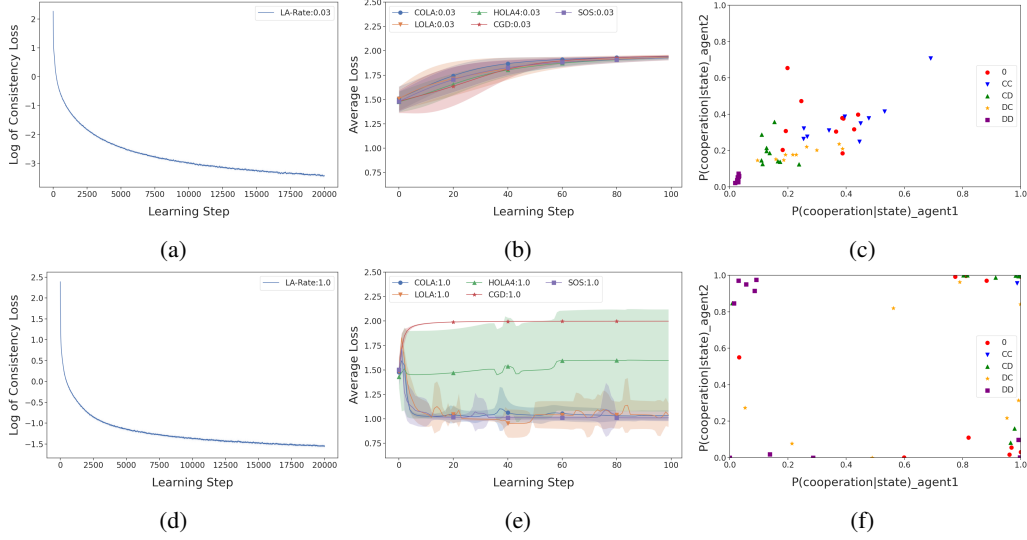 2
1
0
−1
−2
−3
0
2500
5000
7500
10000
12500
15000
17500
20000
Log of Consistency Loss
Learning Step
LA-Rate:0.03
(a)
2.50
2.25
2.00
1.75
1.50
1.25
1.00
0.75
0
20
40
60
80
100
Average Loss
Learning Step
COLA:0.03
LOLA:0.03
HOLA4:0.03
CGD:0.03
SOS:0.03
(b)
1.0
0.8
0.6
0.4
0.2
0.0
0.0
0.2
0.4
0.6
0.8
1.0
P(cooperation|state)_agent2
P(cooperation|state)_agent1
0
CC
CD
DC
DD
(c)
2.5
2.0
1.5
1.0
0.5
0.0
−0.5
−1.0
−1.5
0
2500
5000
7500
10000
12500
15000
17500
20000
Log of Consistency Loss
Learning Step
LA-Rate:1.0
(d)
2.50
2.25
2.00
1.75
1.50
1.25
1.00
0.75
0
20
40
60
80
100
Average Loss
Learning Step
COLA:1.0
LOLA:1.0
HOLA4:1.0
CGD:1.0
SOS:1.0
(e)
1.0
0.8
0.6
0.4
0.2
0.0
0.0
0.2
0.4
0.6
0.8
1.0
P(cooperation|state)_agent2
P(cooperation|state)_agent1
0
CC
CD
DC
DD
(f)